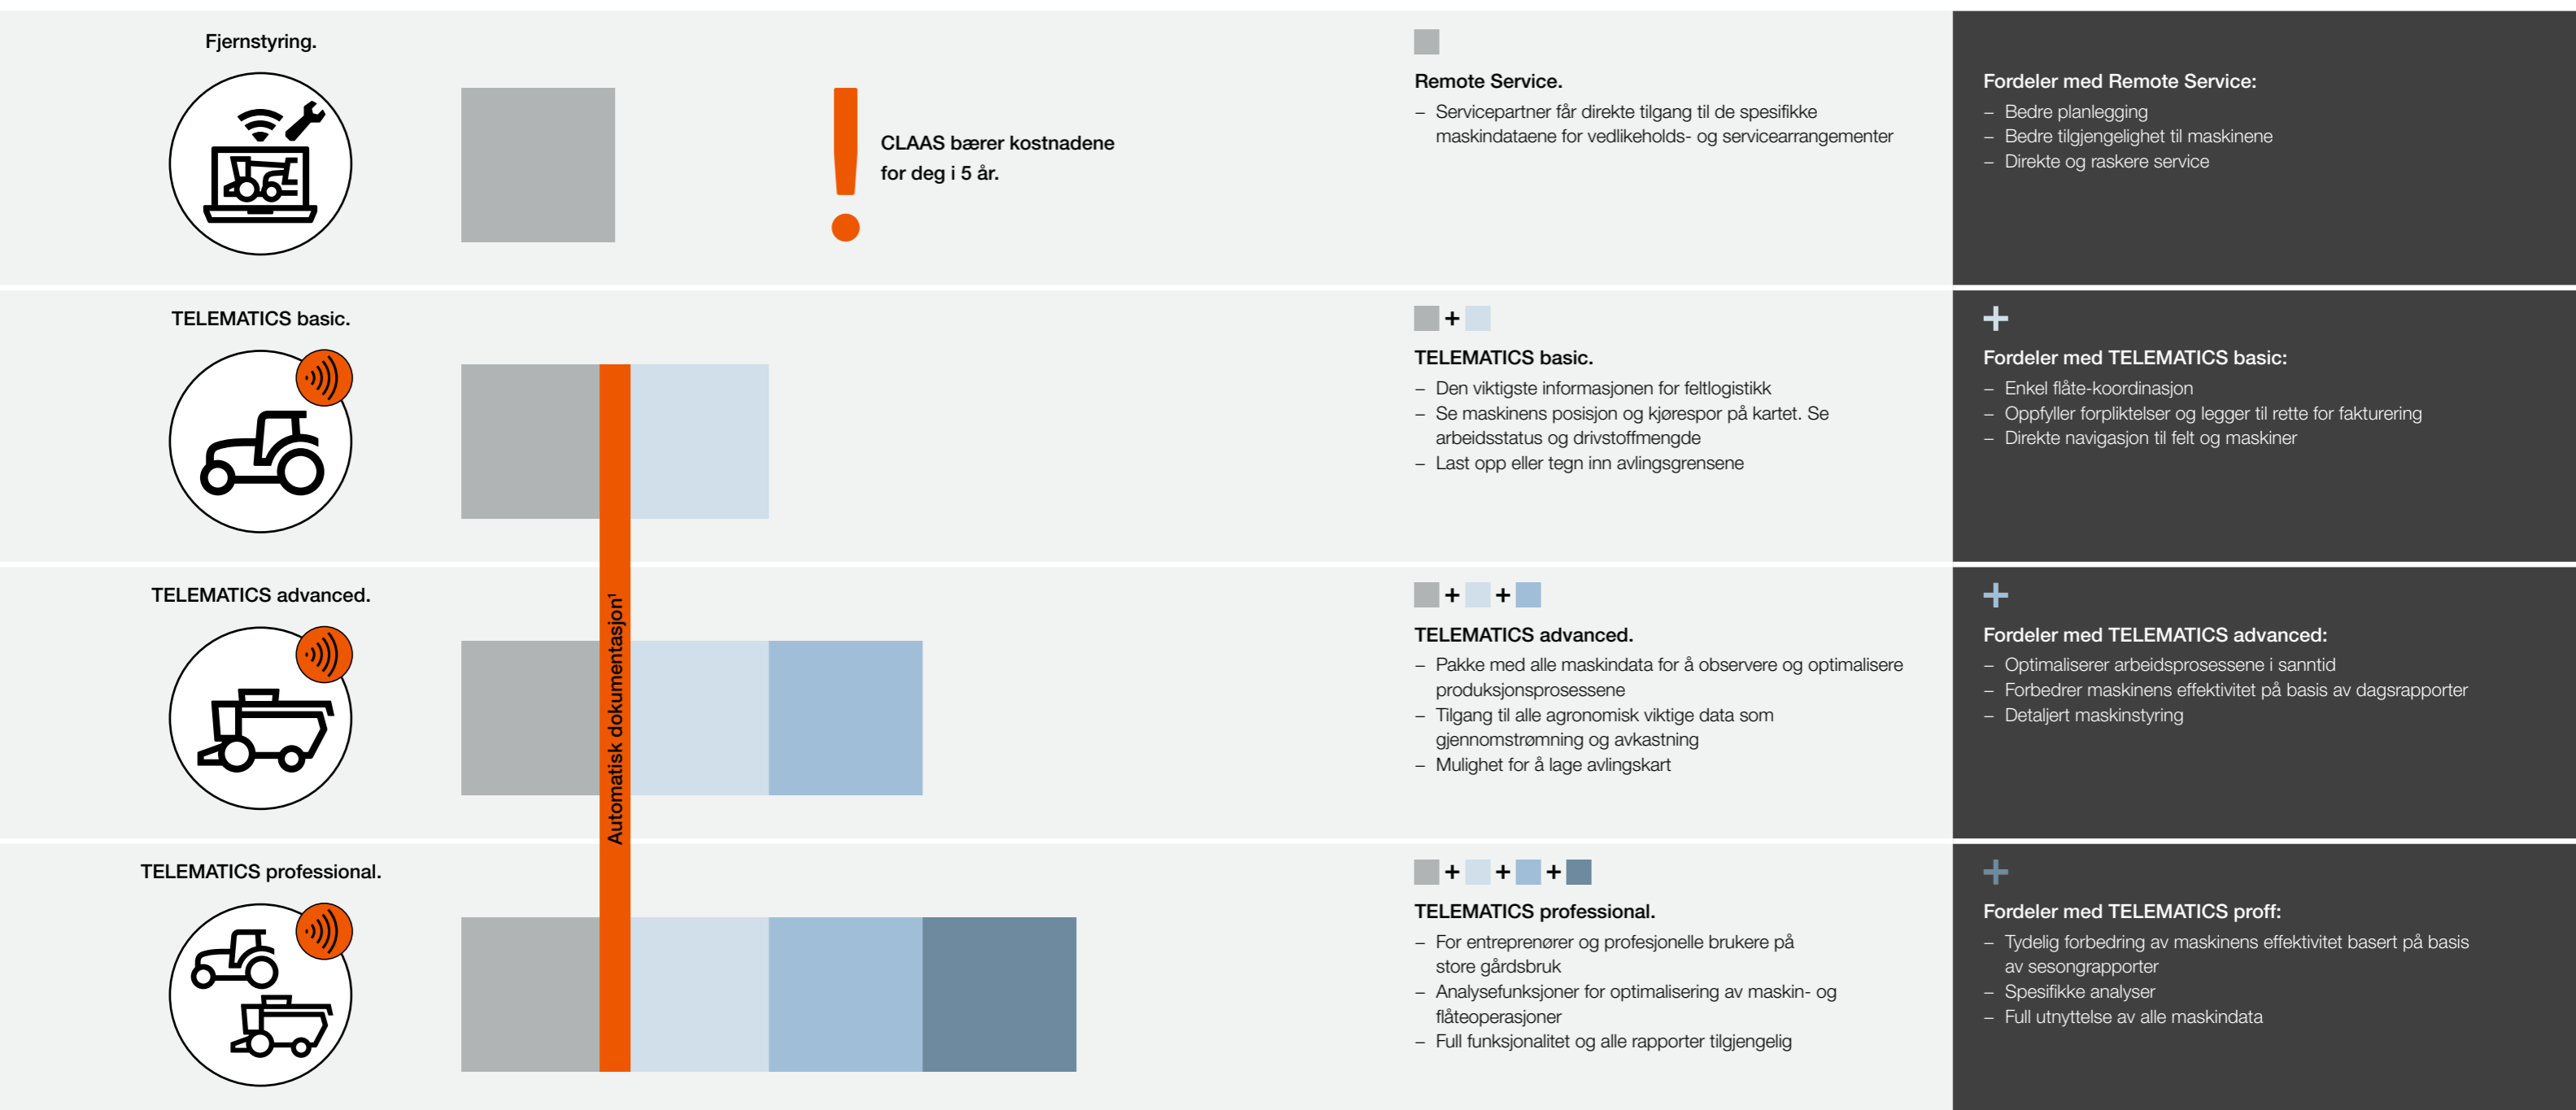 Fjernstyring.
CLAAS bærer kostnadene
for deg i 5 år.
Remote Service.
– Servicepartner får direkte tilgang til de spesifikke
maskindataene for vedlikeholds- og servicearrangementer
Fordeler med Remote Service:
– Bedre planlegging
– Bedre tilgjengelighet til maskinene
– Direkte og raskere service
TELEMATICS basic.
+
TELEMATICS basic.
– Den viktigste informasjonen for feltlogistikk
– Se maskinens posisjon og kjørespor på kartet. Se
arbeidsstatus og drivstoffmengde
– Last opp eller tegn inn avlingsgrensene
+
Fordeler med TELEMATICS basic:
– Enkel flåte-koordinasjon
– Oppfyller forpliktelser og legger til rette for fakturering
– Direkte navigasjon til felt og maskiner
Automatisk dokumentasjon¹
TELEMATICS advanced.
+ +
TELEMATICS advanced.
– Pakke med alle maskindata for å observere og optimalisere
produksjonsprosessene
– Tilgang til alle agronomisk viktige data som
gjennomstrømning og avkastning
– Mulighet for å lage avlingskart
+
Fordeler med TELEMATICS advanced:
– Optimaliserer arbeidsprosessene i sanntid
– Forbedrer maskinens effektivitet på basis av dagsrapporter
– Detaljert maskinstyring
TELEMATICS professional.
+ + +
TELEMATICS professional.
– For entreprenører og profesjonelle brukere på
store gårdsbruk
– Analysefunksjoner for optimalisering av maskin- og
flåteoperasjoner
– Full funksjonalitet og alle rapporter tilgjengelig
+
Fordeler med TELEMATICS proff:
– Tydelig forbedring av maskinens effektivitet basert på basis
av sesongrapporter
– Spesifikke analyser
– Full utnyttelse av alle maskindata